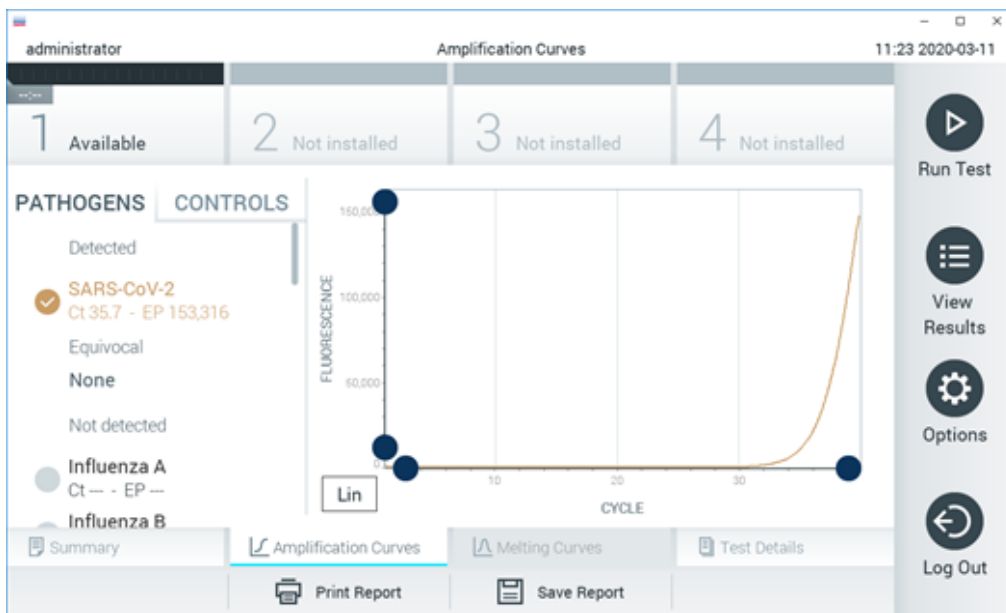 administrator
Amplification Curves
11:23 2020-03-11
--:--
1 Available
2 Not installed
3 Not installed
4 Not installed
Run Test
PATHOGENS
CONTROLS
Detected
SARS-CoV-2
Ct 35.7 - EP 153,316
Equivocal
None
Not detected
Influenza A
Ct --- - EP ---
Influenza B
FLUORESCENCE
100,000
50,000
0
10
20
30
CYCLE
Lin
View
Results
Options
Log Out
Summary
Amplification Curves
Melting Curves
Test Details
Print Report
Save Report